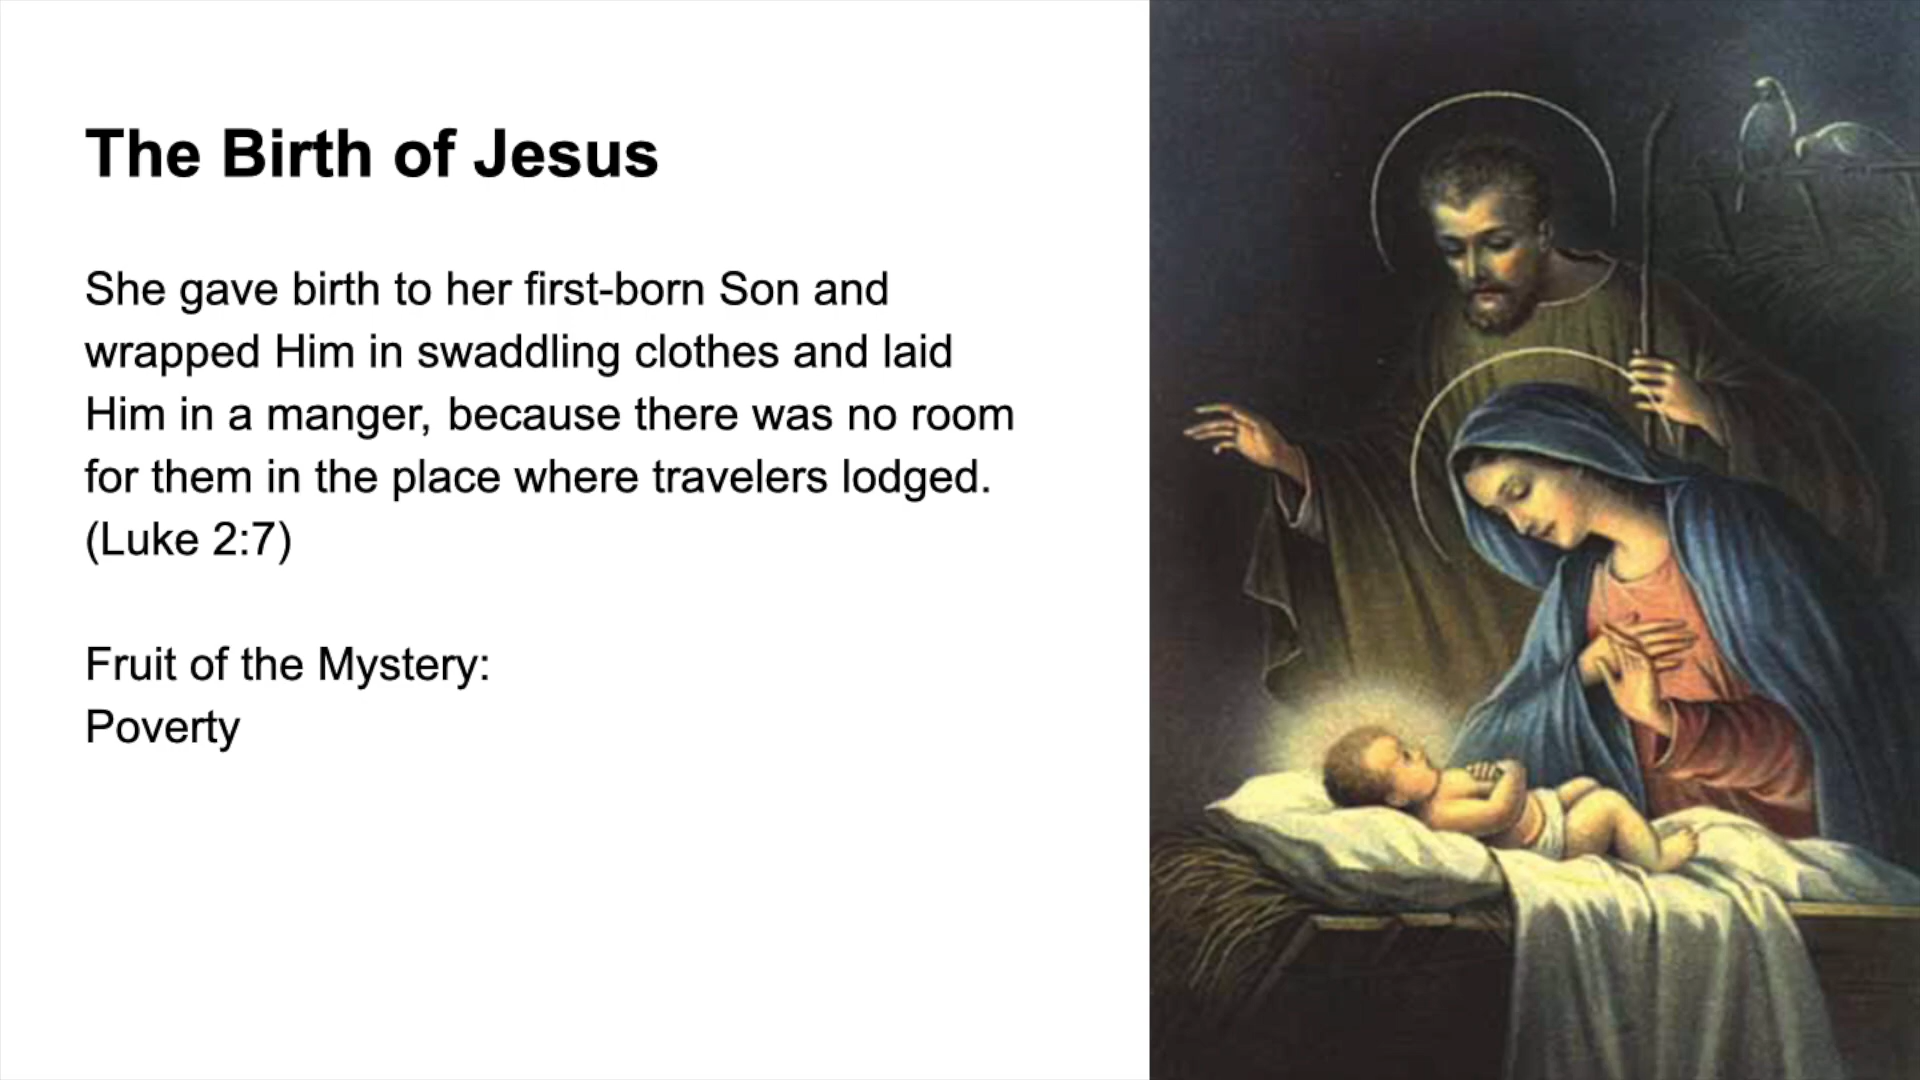 The Birth of Jesus
She gave birth to her first-born Son and
wrapped Him in swaddling clothes and laid
Him in a manger, because there was no room
for them in the place where travelers lodged.
(Luke 2:7)
Fruit of the Mystery:
Poverty